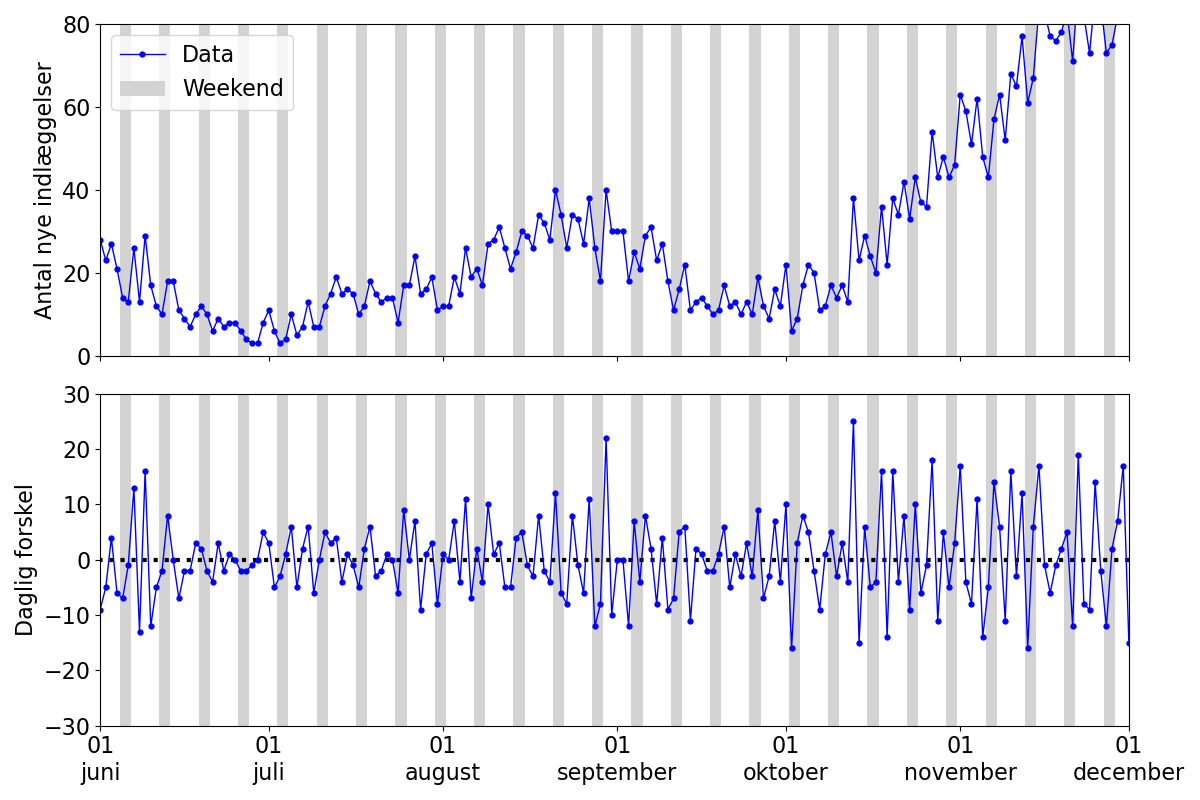 80
60
40
20
0
Antal nye indlæggelser
Data
Weekend
30
20
10
0
−10
−20
−30
Daglig forskel
01
juni
01
juli
01
august
01
september
01
oktober
01
november
01
december